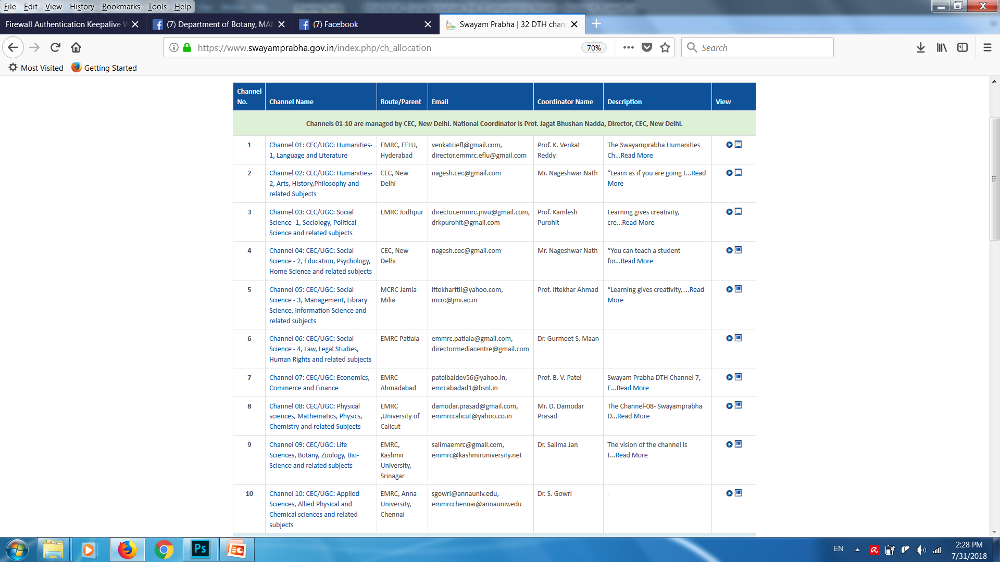 File Edit View History Bookmarks Tools Help
Firewall Authentication Keepalive W
(7) Department of Botany, MAN
(7) Facebook
Swayam Prabha | 32 DTH chan
https://www.swayamprabha.gov.in/index.php/ch_allocation
70%
Search
Most Visited
Getting Started
Channel No.
Channel Name
Route/Parent
Email
Coordinator Name
Description
View
Channels 01-10 are managed by CEC, New Delhi. National Coordinator is Prof. Jagat Bhushan Nadda, Director, CEC, New Delhi.
1
Channel 01: CEC/UGC: Humanities-
1, Language and Literature
EMRC, EFLU,
Hyderabad
venkatciefl@gmail.com,
director.emmrc.eflu@gmail.com
Prof. K. Venkat
Reddy
The Swayamprabha Humanities
Ch...Read More
2
Channel 02: CEC/UGC: Humanities-
2, Arts, History,Philosophy and
related Subjects
CEC, New
Delhi
nagesh.cec@gmail.com
Mr. Nageshwar Nath
“Learn as if you are going t...Read
More
3
Channel 03: CEC/UGC: Social
Science -1, Sociology, Political
Science and related subjects
EMRC Jodhpur
director.emmrc.jnvu@gmail.com,
drkpurohit@gmail.com
Prof. Kamlesh
Purohit
Learning gives creativity,
cre...Read More
4
Channel 04: CEC/UGC: Social
Science - 2, Education, Psychology,
Home Science and related subjects
CEC, New
Delhi
nagesh.cec@gmail.com
Mr. Nageshwar Nath
“You can teach a student
for...Read More
5
Channel 05: CEC/UGC: Social
Science - 3, Management, Library
Science, Information Science and
related subjects
MCRC Jamia
Milia
iftekharftii@yahoo.com,
mcrc@jmi.ac.in
Prof. Iftekhar Ahmad
“Learning gives creativity, ...Read
More
6
Channel 06: CEC/UGC: Social
Science - 4, Law, Legal Studies,
Human Rights and related subjects
EMRC Patiala
emmrc.patiala@gmail.com,
directormediacentre@gmail.com
Dr. Gurmeet S. Maan
-
7
Channel 07: CEC/UGC: Economics,
Commerce and Finance
EMRC
Ahmadabad
patelbaldev56@yahoo.in,
emrcabadad1@bsnl.in
Prof. B. V. Patel
Swayam Prabha DTH Channel 7,
E...Read More
8
Channel 08: CEC/UGC: Physical
sciences, Mathematics, Physics,
Chemistry and related Subjects
EMRC
,University of
Calicut
damodar.prasad@gmail.com,
emmrccalicut@yahoo.co.in
Mr. D. Damodar
Prasad
The Channel-08- Swayamprabha
D...Read More
9
Channel 09: CEC/UGC: Life
Sciences, Botany, Zoology, Bio-
Science and related subjects
EMRC,
Kashmir
University,
Srinagar
salimaemrc@gmail.com,
emmrc@kashmiruniversity.net
Dr. Salima Jan
The vision of the channel is
t...Read More
10
Channel 10: CEC/UGC: Applied
Sciences, Allied Physical and
Chemical sciences and related
subjects
EMRC, Anna
University,
Chennai
sgowri@annauniv.edu,
emmrcchennai@annauniv.edu
Dr. S. Gowri
-
Ps
EN
2:28 PM
7/31/2018